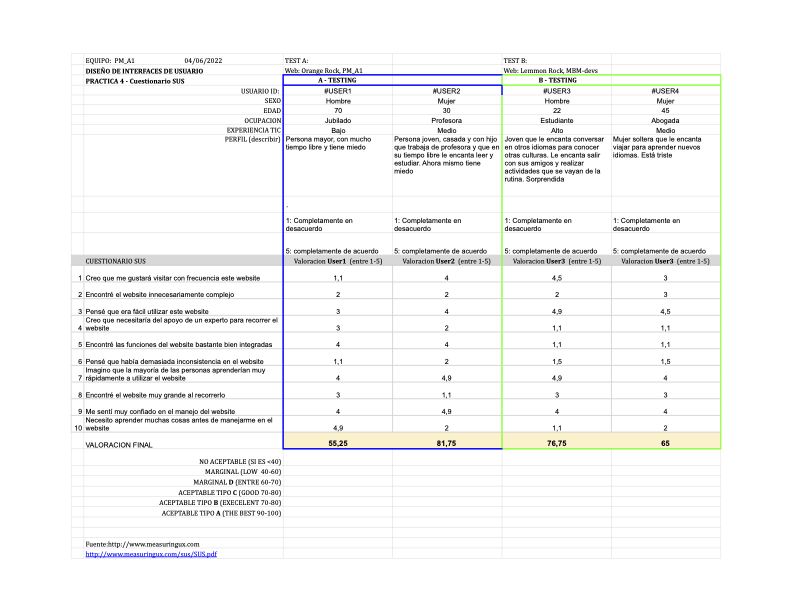 EQUIPO: PM_A1 04/06/2022 TEST A: TEST B:
DISEÑO DE INTERFACES DE USUARIO Web: Orange Rock, PM_A1 Web: Lemmon Rock, MBM-devs
PRACTICA 4 - Cuestionario SUS A - TESTING B - TESTING
USUARIO ID: #USER1 #USER2 #USER3 #USER4
SEXO Hombre Mujer Hombre Mujer
EDAD 70 30 22 45
OCUPACION Jubilado Profesora Estudiante Abogada
EXPERIENCIA TIC Bajo Medio Alto Medio
PERFIL (describir)
Persona mayor, con mucho
tiempo libre y tiene miedo
.
Persona joven, casada y con hijo
que trabaja de profesora y que en
su tiempo libre le encanta leer y
estudiar. Ahora mismo tiene
miedo
Joven que le encanta conversar
en otros idiomas para conocer
otras culturas. Le encanta salir
con sus amigos y realizar
actividades que se vayan de la
rutina. Sorprendida
Mujer soltera que le encanta
viajar para aprender nuevos
idiomas. Está triste
1: Completamente en
desacuerdo
1: Completamente en
desacuerdo
1: Completamente en
desacuerdo
1: Completamente en
desacuerdo
5: completamente de acuerdo 5: completamente de acuerdo 5: completamente de acuerdo 5: completamente de acuerdo
CUESTIONARIO SUS Valoracion User1 (entre 1-5) Valoracion User2 (entre 1-5) Valoracion User3 (entre 1-5) Valoracion User3 (entre 1-5)
1 Creo que me gustará visitar con frecuencia este website 1,1 4 4,5 3
2 Encontré el website innecesariamente complejo 2 2 2 3
3 Pensé que era fácil utilizar este website 3 4 4,9 4,5
Creo que necesitaría del apoyo de un experto para recorrer el
4 website 3 2 1,1 1,1
5 Encontré las funciones del website bastante bien integradas 4 4 1,1 1,1
6 Pensé que había demasiada inconsistencia en el website 1,1 2 1,5 1,5
Imagino que la mayoría de las personas aprenderían muy
7 rápidamente a utilizar el website 4 4,9 4,9 4
8 Encontré el website muy grande al recorrerlo 3 1,1 3 3
9 Me sentí muy confiado en el manejo del website 4 4,9 4 4
Necesito aprender muchas cosas antes de manejarme en el
10 website 4,9 2 1,1 2
VALORACION FINAL 55,25 81,75 76,75 65
NO ACEPTABLE (SI ES <40)
MARGINAL (LOW 40-60)
MARGINAL D (ENTRE 60-70)
ACEPTABLE TIPO C (GOOD 70-80)
ACEPTABLE TIPO B (EXECELENT 70-80)
ACEPTABLE TIPO A (THE BEST 90-100)
Fuente:http://www.measuringux.com
http://www.measuringux.com/sus/SUS.pdf